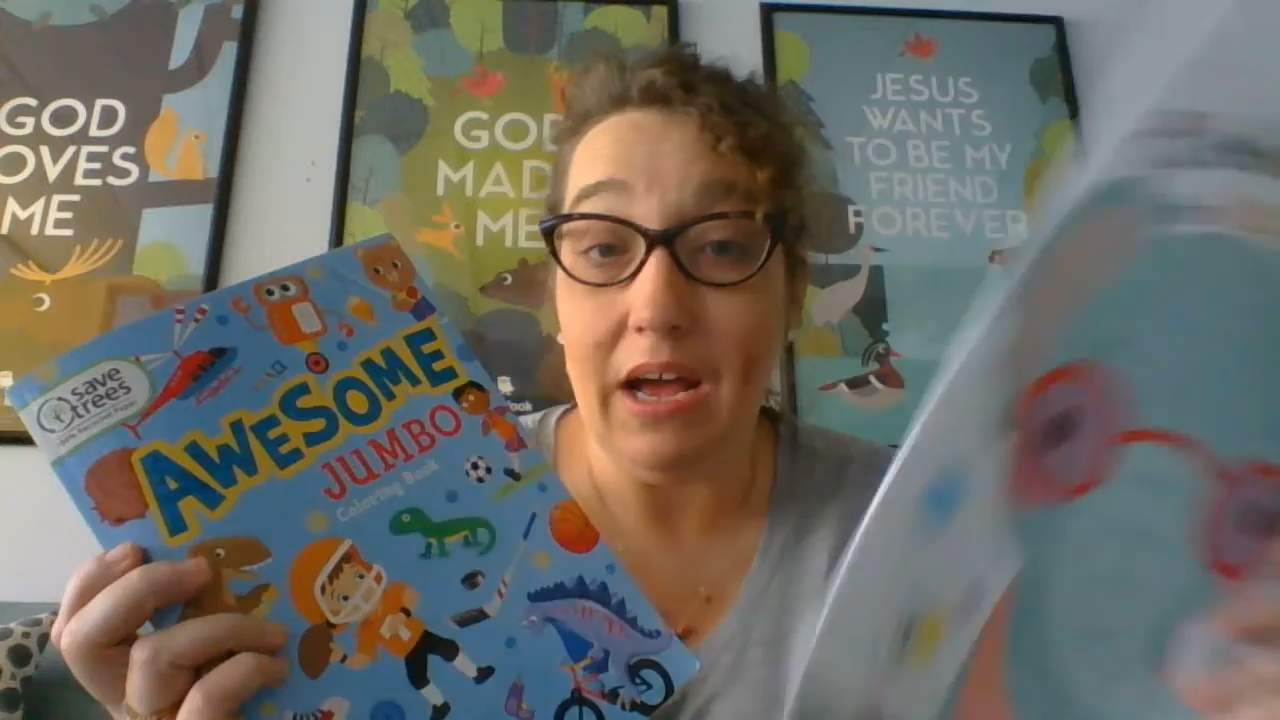 GOD
OVES
ME
GOD
MAD
ME
JESUS
WANTS
TO BE MY
FRIEND
FOREVER
save
trees
AWESOME
JUMBO
Coloring Book